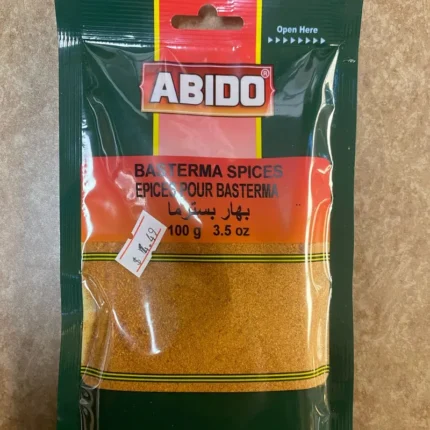 Open Here
ABIDO®
BASTERMA SPICES
EPICES POUR BASTERMA
بهار بسترما
100 g 3.5 oz